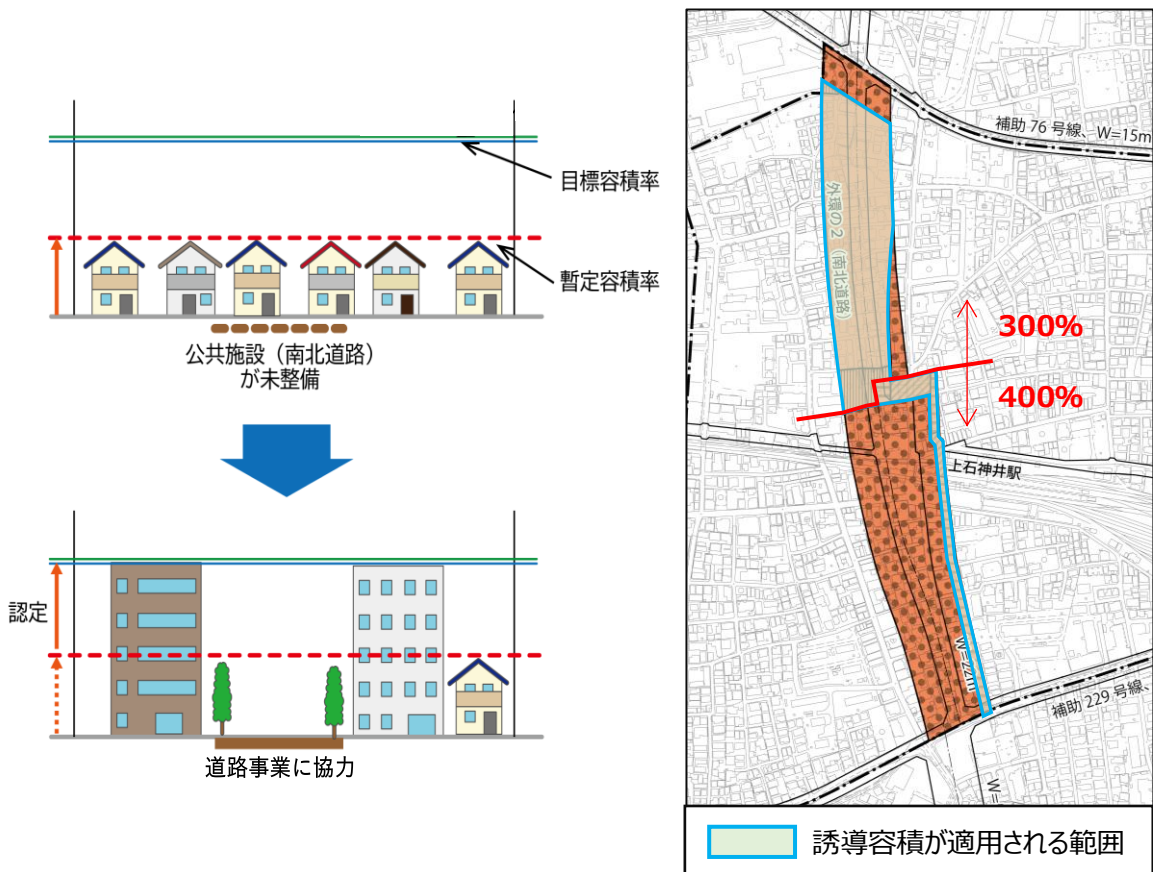 目標容積率
暫定容積率
公共施設（南北道路）
が未整備
認定
道路事業に協力
補助 76 号線、W=15m
外環の2（南北道路）
300%
400%
上石神井駅
W=22m
補助 229 号線、
W=
誘導容積が適用される範囲